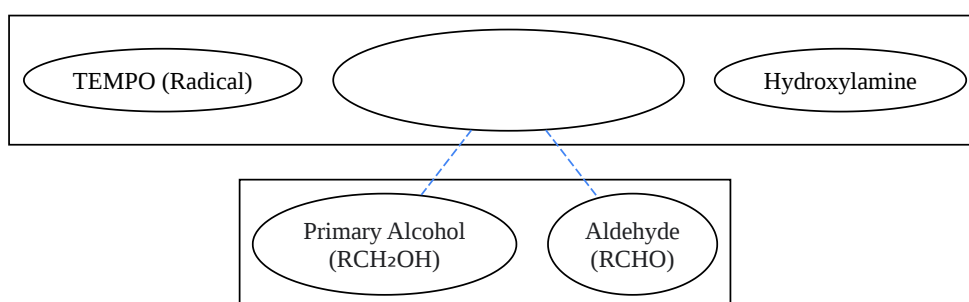 TEMPO (Radical)
Hydroxylamine
Primary Alcohol
(RCH₂OH)
Aldehyde
(RCHO)